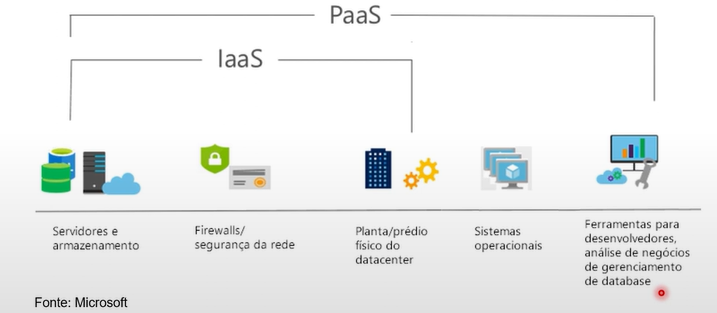 PaaS
IaaS
Servidores e
armazenamento
Firewalls/
segurança da rede
Planta/prédio
físico do
datacenter
Sistemas
operacionais
Ferramentas para
desenvolvedores,
análise de negócios
de gerenciamento
de database
Fonte: Microsoft